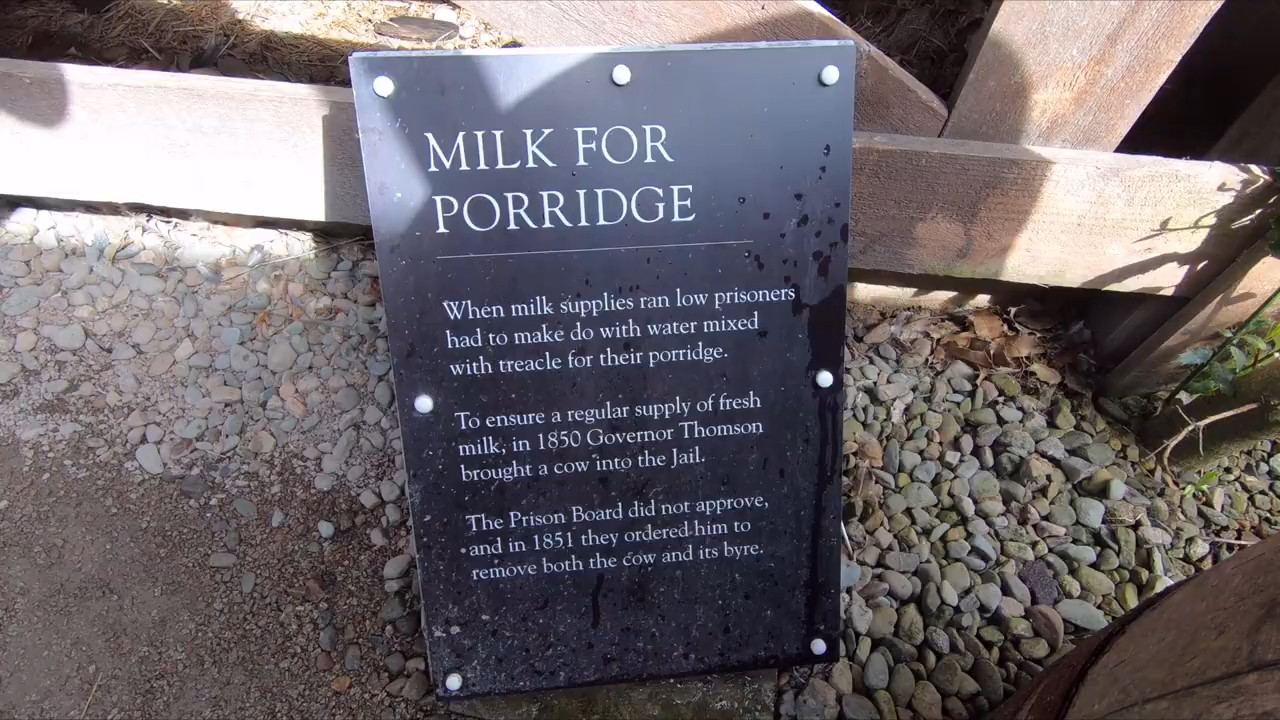 MILK FOR
PORRIDGE
When milk supplies ran low prisoners
had to make do with water mixed
with treacle for their porridge.
To ensure a regular supply of fresh
milk, in 1850 Governor Thomson
brought a cow into the Jail.
The Prison Board did not approve,
and in 1851 they ordered him to
remove both the cow and its byre.